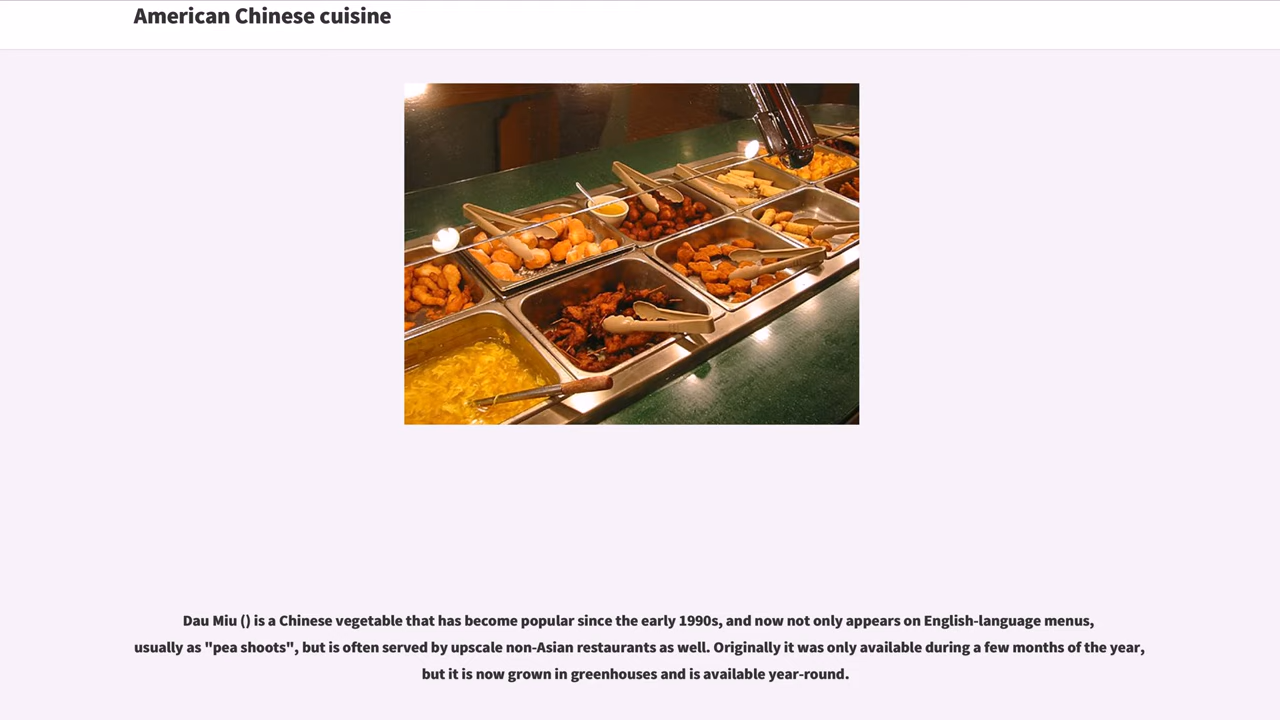 American Chinese cuisine
Dau Miu () is a Chinese vegetable that has become popular since the early 1990s, and now not only appears on English-language menus,
usually as "pea shoots", but is often served by upscale non-Asian restaurants as well. Originally it was only available during a few months of the year,
but it is now grown in greenhouses and is available year-round.